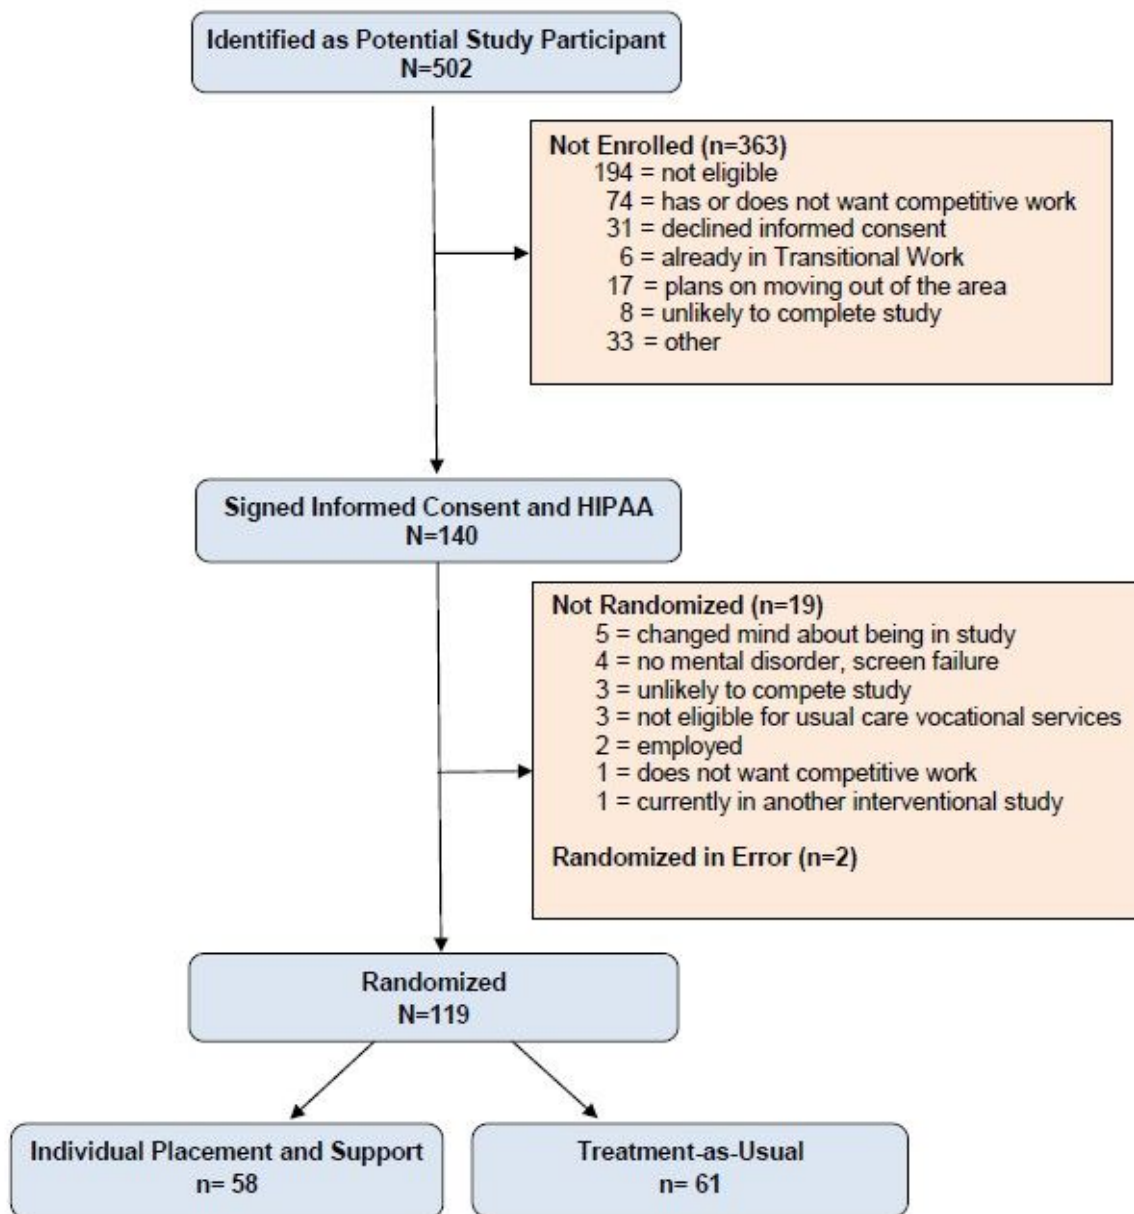 Identified as Potential Study Participant
N=502
Not Enrolled (n=363)
194 = not eligible
74 = has or does not want competitive work
31 = declined informed consent
6 = already in Transitional Work
17 = plans on moving out of the area
8 = unlikely to complete study
33 = other
Signed Informed Consent and HIPAA
N=140
Not Randomized (n=19)
5 = changed mind about being in study
4 = no mental disorder, screen failure
3 = unlikely to compete study
3 = not eligible for usual care vocational services
2 = employed
1 = does not want competitive work
1 = currently in another interventional study
Randomized in Error (n=2)
Randomized
N=119
Individual Placement and Support
n= 58
Treatment-as-Usual
n= 61